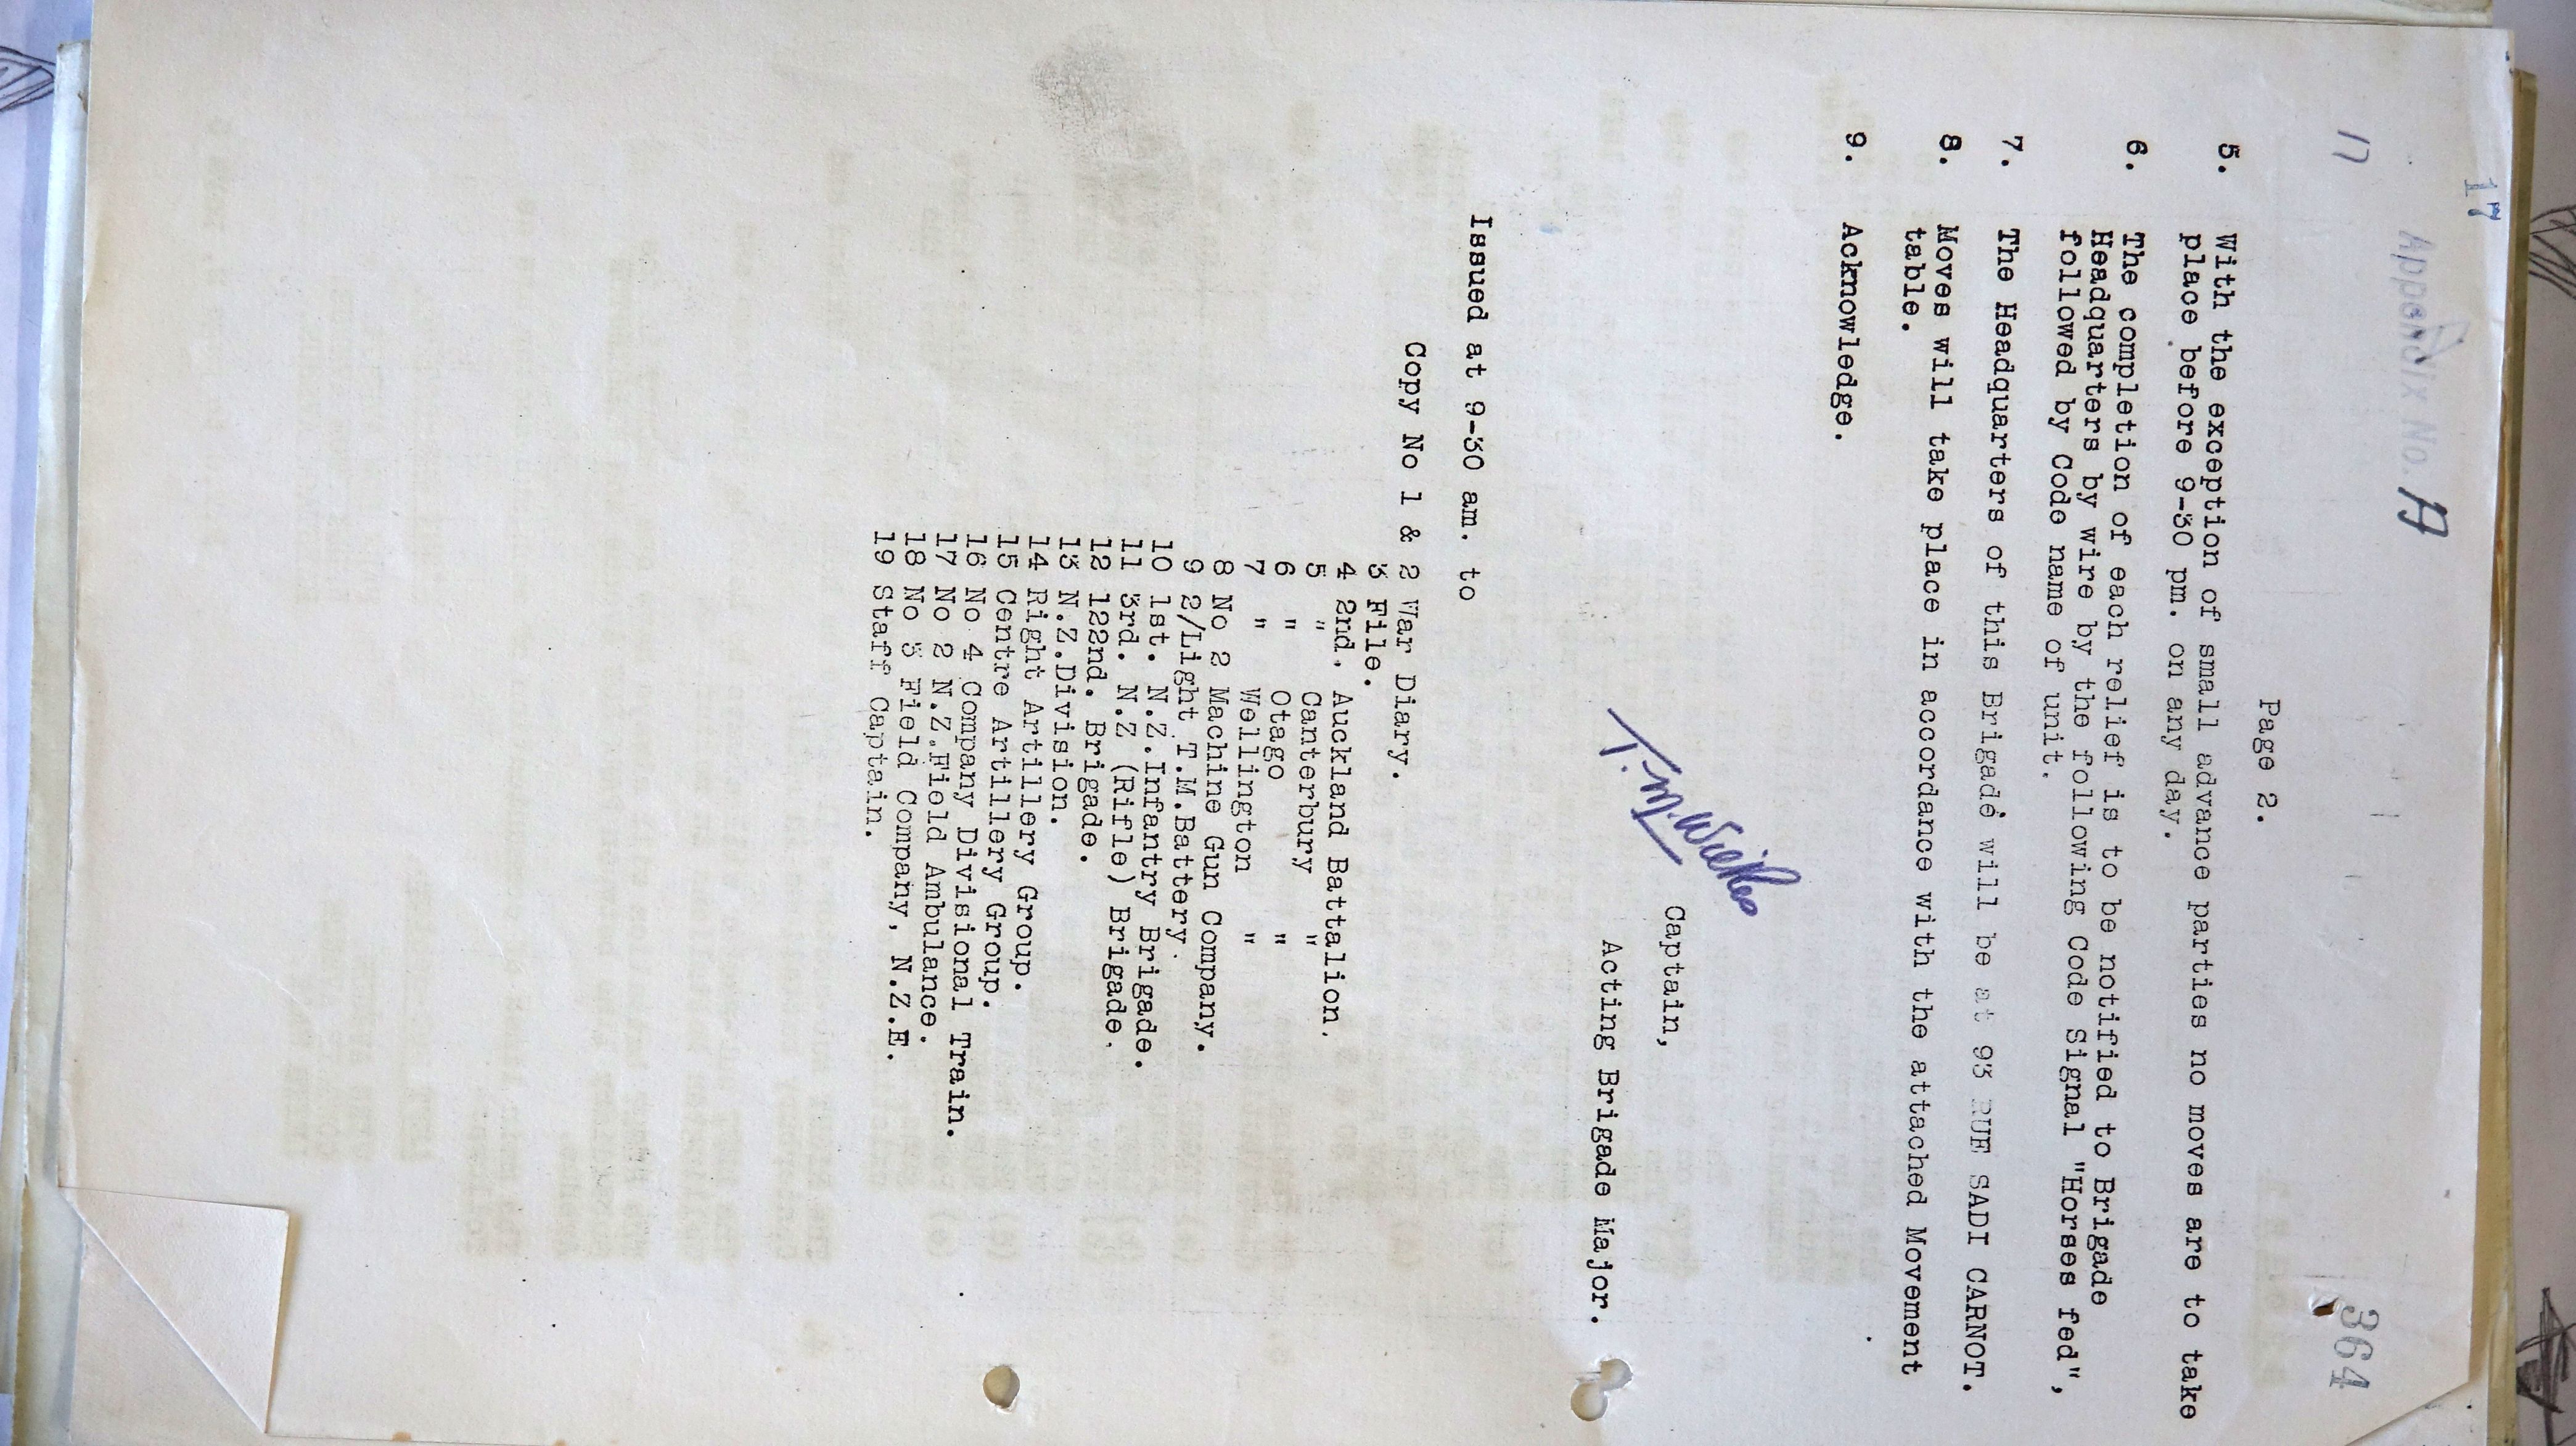 17
Appendix No. A
17
364
Page 2.
5. With the exception of small advance parties no moves are to take
place before 9-30 pm. on any day.
6. The completion of each relief is to be notified to Brigade
Headquarters by wire by the following Code Signal "Horses fed",
followed by Code name of unit.
7. The Headquarters of this Brigade will be at 93 RUE SADI CARNOT.
8. Moves will take place in accordance with the attached Movement
table.
9. Acknowledge.
Captain,
Acting Brigade Major.
Issued at 9-30 am. to
Copy No 1 & 2 War Diary.
3 File.
4 2nd. Auckland Battalion.
5 " Canterbury "
6 " Otago "
7 " Wellington "
8 No 2 Machine Gun Company.
9 2/Light T.M.Battery.
10 1st. N.Z.Infantry Brigade.
11 3rd. N.Z (Rifle) Brigade.
12 122nd. Brigade.
13 N.Z.Division.
14 Right Artillery Group.
15 Centre Artillery Group.
16 No 4 Company Divisional Train.
17 No 2 N.Z.Field Ambulance.
18 No 3 Field Company, N.Z.E.
19 Staff Captain.